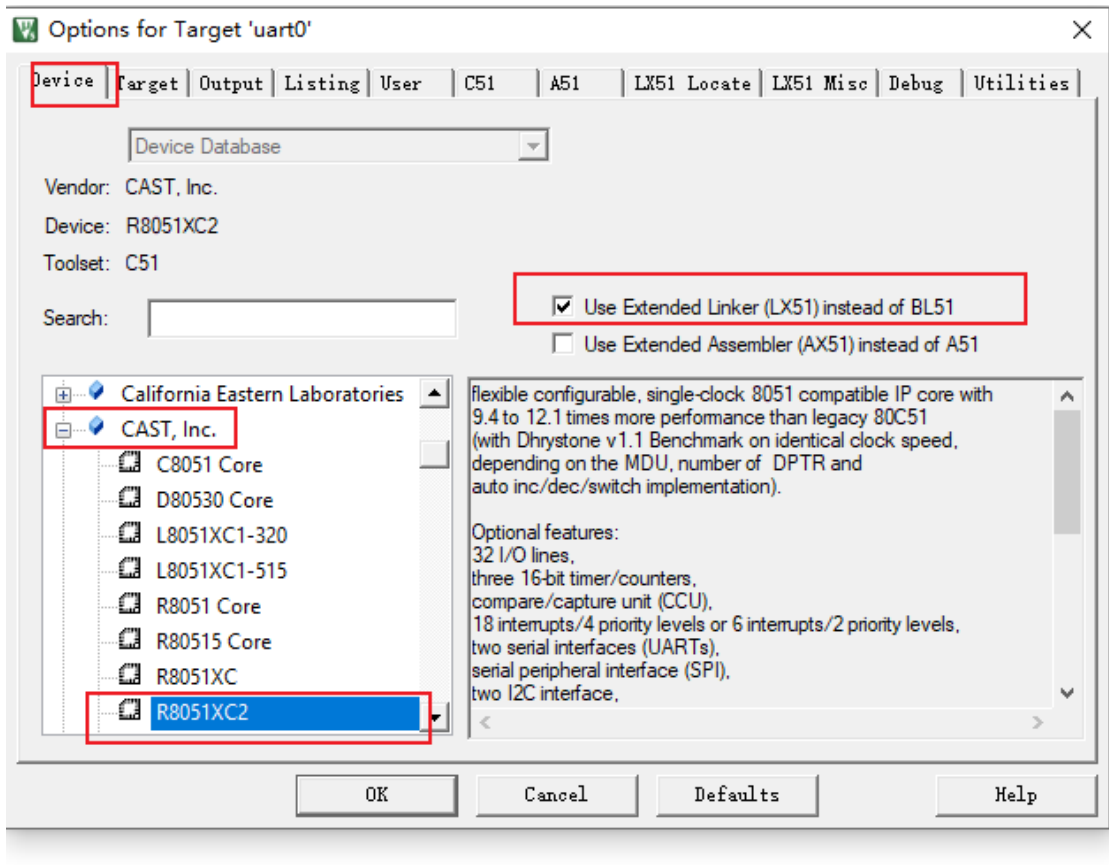 Options for Target 'uart0'
Device Target Output Listing User C51 A51 LX51 Locate LX51 Misc Debug Utilities
Device Database
Vendor: CAST, Inc.
Device: R8051XC2
Toolset: C51
Search:
Use Extended Linker (LX51) instead of BL51
Use Extended Assembler (AX51) instead of A51
California Eastern Laboratories
CAST, Inc.
C8051 Core
D80530 Core
L8051XC1-320
L8051XC1-515
R8051 Core
R80515 Core
R8051XC
R8051XC2
flexible configurable, single-clock 8051 compatible IP core with
9.4 to 12.1 times more performance than legacy 80C51
(with Dhrystone v1.1 Benchmark on identical clock speed,
depending on the MDU, number of DPTR and
auto inc/dec/switch implementation).
Optional features:
32 I/O lines,
three 16-bit timer/counters,
compare/capture unit (CCU),
18 interrupts/4 priority levels or 6 interrupts/2 priority levels,
two serial interfaces (UARTs),
serial peripheral interface (SPI),
two I2C interface,
OK Cancel Defaults Help